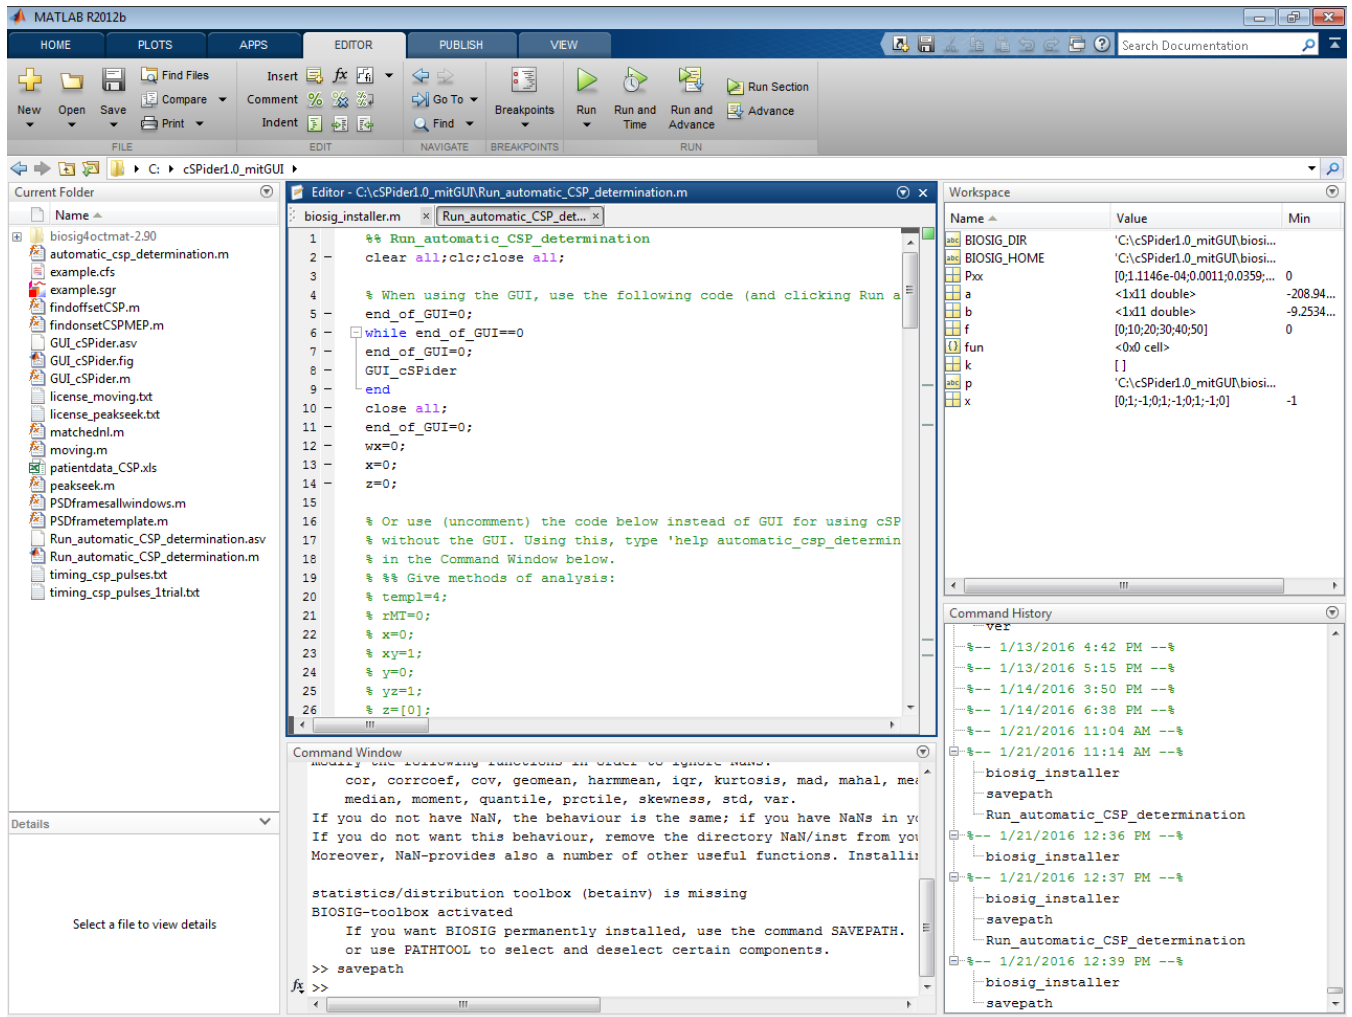 MATLAB R2012b
HOME PLOTS APPS EDITOR PUBLISH VIEW
Search Documentation
New Open Save
Find Files
Compare
Print
FILE
Insert fx fi
Comment
Indent
EDIT
Go To
Find
NAVIGATE
Breakpoints
BREAKPOINTS
Run
Run and Time
Run and Advance
Run Section
Advance
RUN
C: cSPider1.0_mitGUI
Current Folder
Name
biosig4octmat-2.90
automatic_csp_determination.m
example.cfs
example.sgr
findoffsetCSP.m
findonsetCSPMEP.m
GUI_cSPider.asv
GUI_cSPider.fig
GUI_cSPider.m
license_moving.txt
license_peakseek.txt
matchednl.m
moving.m
patientdata_CSP.xls
peakseek.m
PSDframesallwindows.m
PSDframetemplate.m
Run_automatic_CSP_determination.asv
Run_automatic_CSP_determination.m
timing_csp_pulses.txt
timing_csp_pulses_1trial.txt
Details
Select a file to view details
Editor - C:\cSPider1.0_mitGUI\Run_automatic_CSP_determination.m
biosig_installer.m × Run_automatic_CSP_det... ×
1 %% Run_automatic_CSP_determination
2 – clear all;clc;close all;
3
4 % When using the GUI, use the following code (and clicking Run a
5 – end_of_GUI=0;
6 – while end_of_GUI==0
7 – end_of_GUI=0;
8 – GUI_cSPider
9 – end
10 – close all;
11 – end_of_GUI=0;
12 – wx=0;
13 – x=0;
14 – z=0;
15
16 % Or use (uncomment) the code below instead of GUI for using cSP
17 % without the GUI. Using this, type 'help automatic_csp_determin
18 % in the Command Window below.
19 % %% Give methods of analysis:
20 % templ=4;
21 % rMT=0;
22 % x=0;
23 % xy=1;
24 % y=0;
25 % yz=1;
26 % z=[0];
Command Window
modify the following functions in order to ignore NaNs:
cor, corrcoef, cov, geomean, harmmean, iqr, kurtosis, mad, mahal, mea
median, moment, quantile, prctile, skewness, std, var.
If you do not have NaN, the behaviour is the same; if you have NaNs in yo
If you do not want this behaviour, remove the directory NaN/inst from you
Moreover, NaN-provides also a number of other useful functions. Installin
statistics/distribution toolbox (betainv) is missing
BIOSIG-toolbox activated
If you want BIOSIG permanently installed, use the command SAVEPATH.
or use PATHTOOL to select and deselect certain components.
>> savepath
fx >>
Workspace
Name Value Min
abc BIOSIG_DIR 'C:\cSPider1.0_mitGUI\biosi...
abc BIOSIG_HOME 'C:\cSPider1.0_mitGUI\biosi...
Pxx [0;1.1146e-04;0.0011;0.0359;... 0
a <1x11 double> -208.94...
b <1x11 double> -9.2534...
f [0;10;20;30;40;50] 0
{} fun <0x0 cell>
k [ ]
abc p 'C:\cSPider1.0_mitGUI\biosi...
x [0;1;-1;0;1;-1;0;1;-1;0] -1
Command History
ver
%-- 1/13/2016 4:42 PM --%
%-- 1/13/2016 5:15 PM --%
%-- 1/14/2016 3:50 PM --%
%-- 1/14/2016 6:38 PM --%
%-- 1/21/2016 11:04 AM --%
%-- 1/21/2016 11:14 AM --%
biosig_installer
savepath
Run_automatic_CSP_determination
%-- 1/21/2016 12:36 PM --%
biosig_installer
%-- 1/21/2016 12:37 PM --%
biosig_installer
savepath
Run_automatic_CSP_determination
%-- 1/21/2016 12:39 PM --%
biosig_installer
savepath